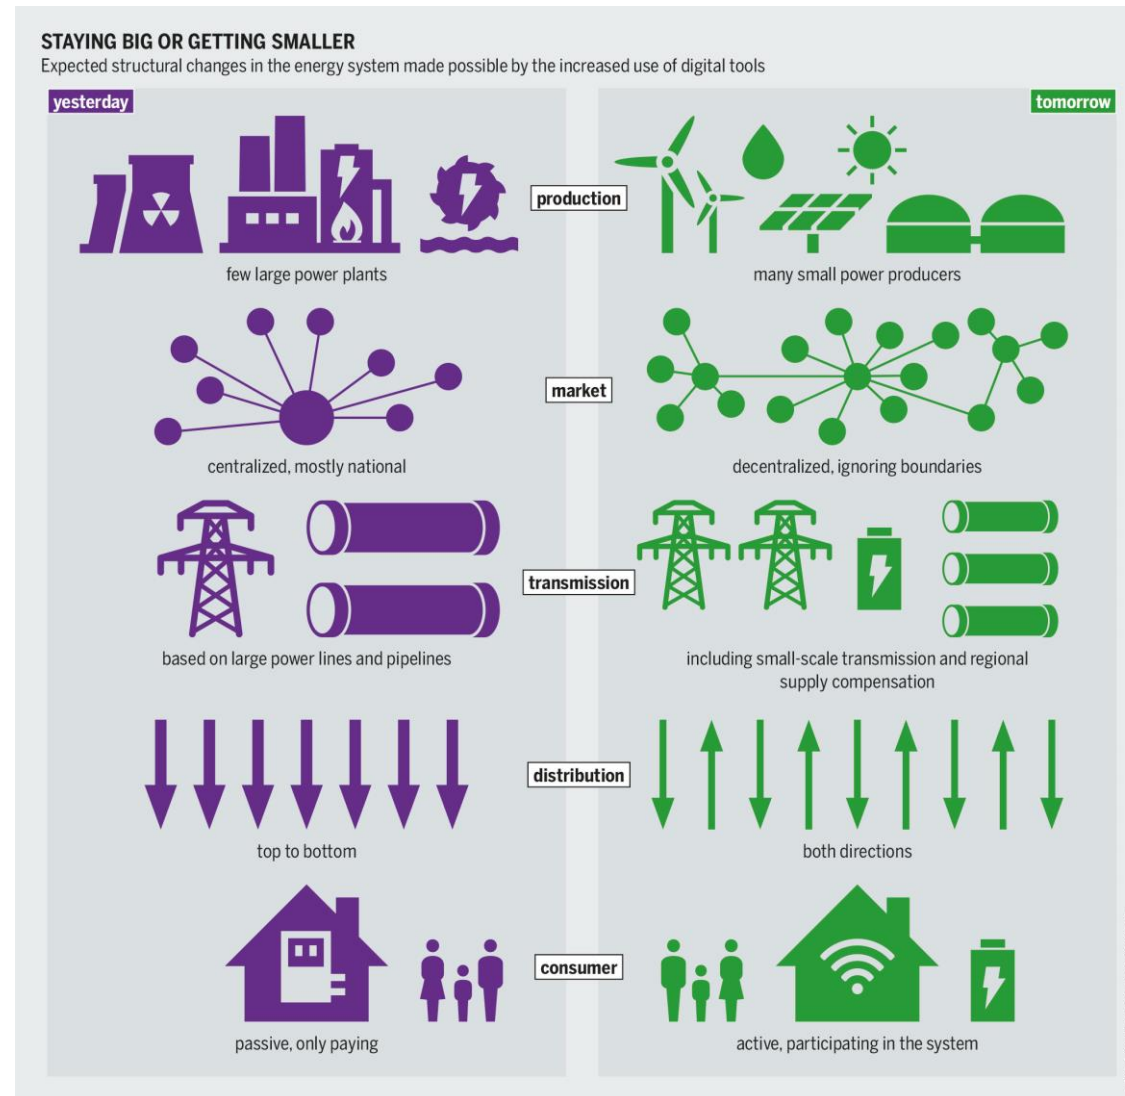 STAYING BIG OR GETTING SMALLER
Expected structural changes in the energy system made possible by the increased use of digital tools
yesterday
tomorrow
production
few large power plants
many small power producers
market
centralized, mostly national
decentralized, ignoring boundaries
transmission
based on large power lines and pipelines
including small-scale transmission and regional
supply compensation
distribution
top to bottom
both directions
consumer
passive, only paying
active, participating in the system